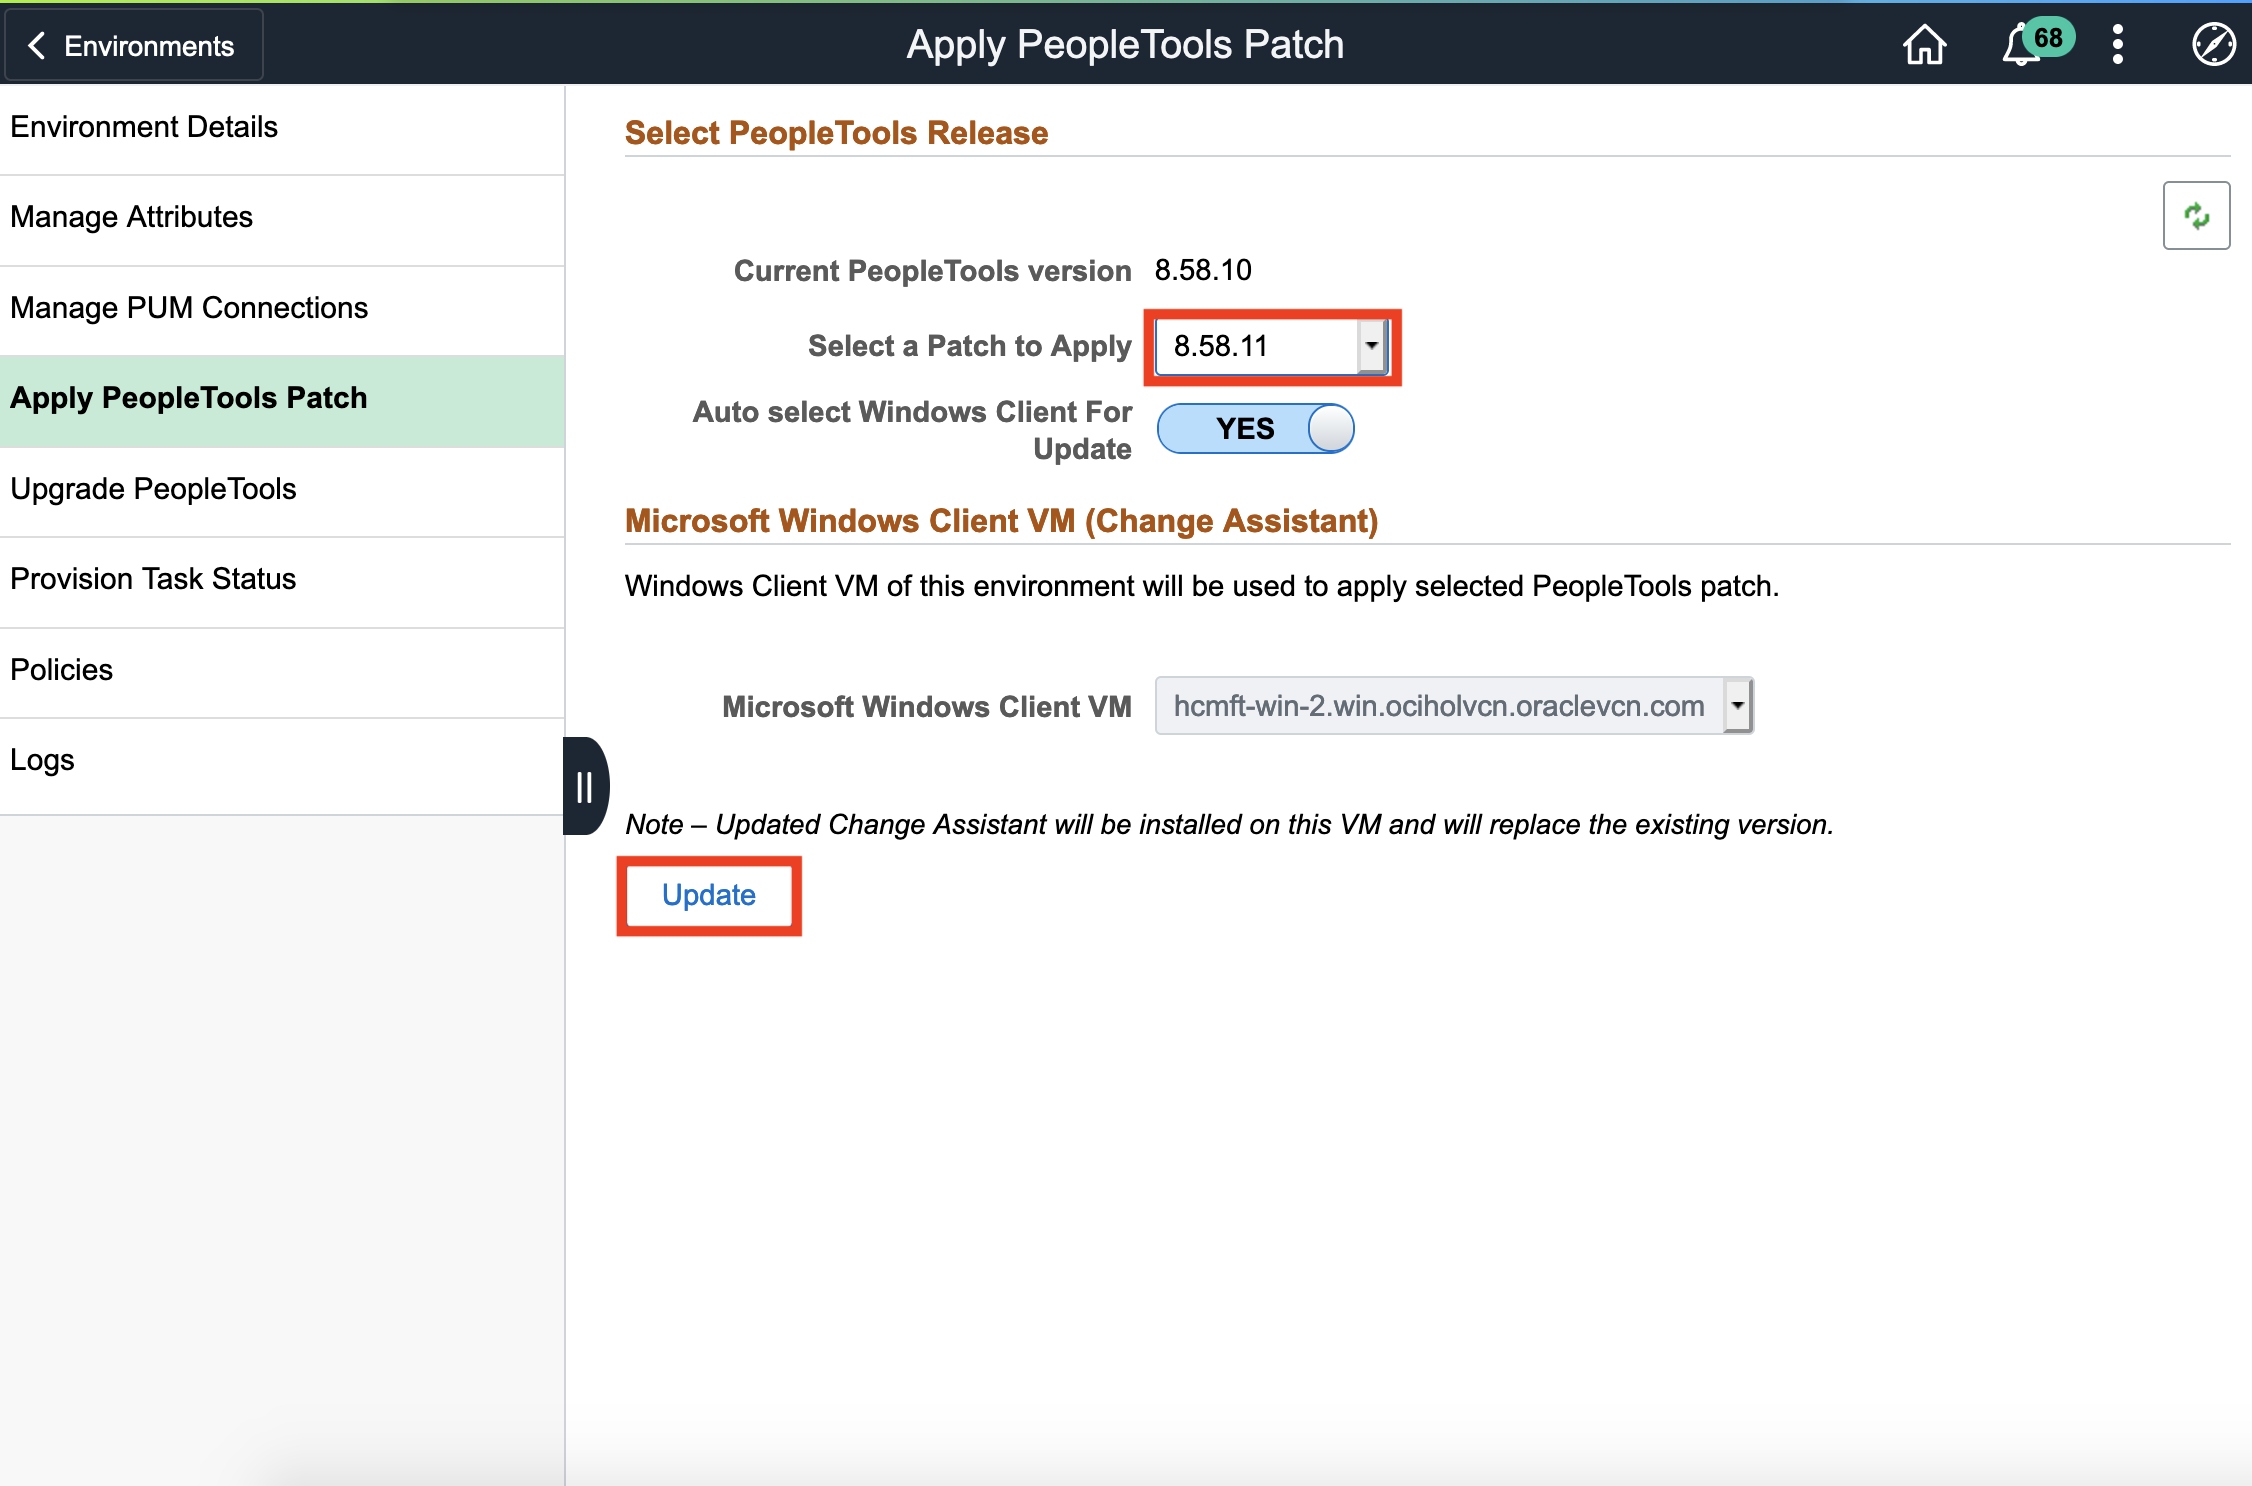 Environments
Apply PeopleTools Patch
68
Environment Details
Manage Attributes
Manage PUM Connections
Apply PeopleTools Patch
Upgrade PeopleTools
Provision Task Status
Policies
Logs
Select PeopleTools Release
Current PeopleTools version 8.58.10
Select a Patch to Apply 8.58.11
Auto select Windows Client For
Update
YES
Microsoft Windows Client VM (Change Assistant)
Windows Client VM of this environment will be used to apply selected PeopleTools patch.
Microsoft Windows Client VM hcmft-win-2.win.ociholvcn.oraclevcn.com
Note – Updated Change Assistant will be installed on this VM and will replace the existing version.
Update